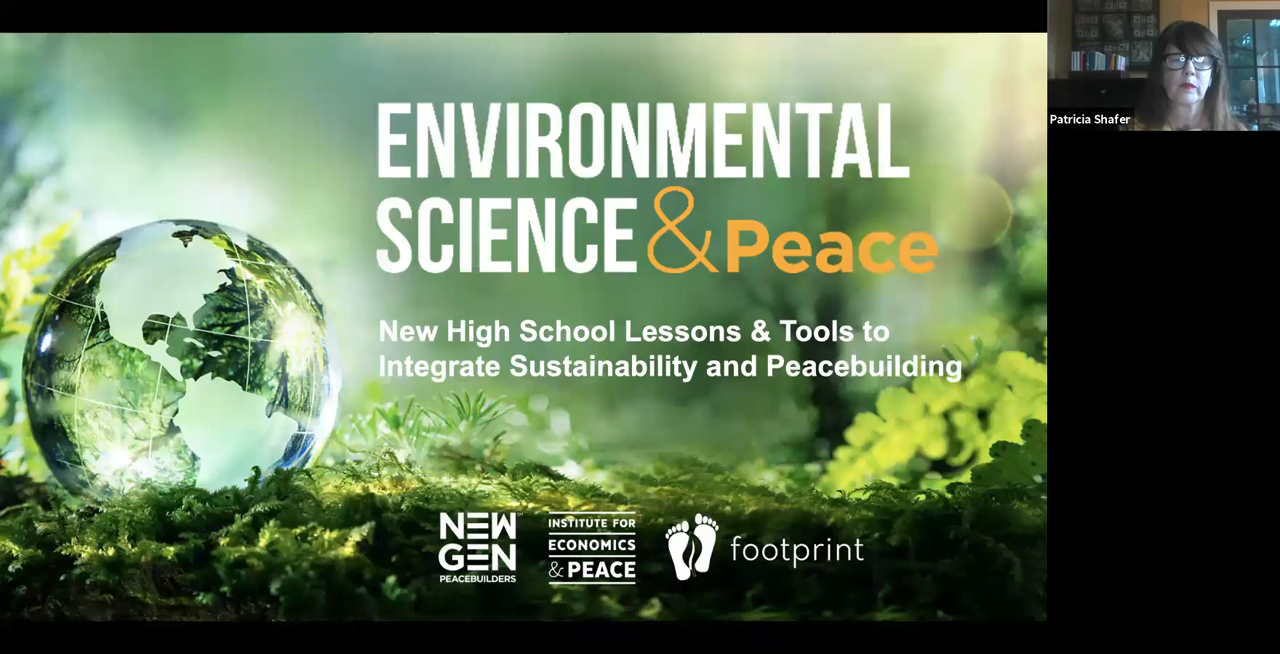 ENVIRONMENTAL
SCIENCE & Peace
New High School Lessons & Tools to
Integrate Sustainability and Peacebuilding
NEW
GEN
PEACEBUILDERS
INSTITUTE FOR
ECONOMICS
& PEACE
footprint
Patricia Shafer